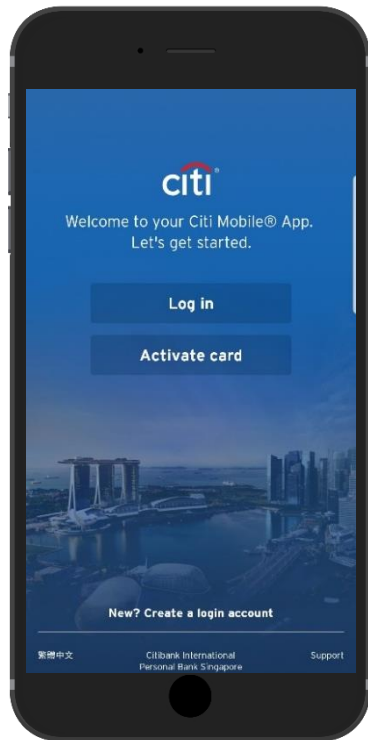 citi®
Welcome to your Citi Mobile® App.
Let's get started.
Log in
Activate card
New? Create a login account
繁體中文
Citibank International
Personal Bank Singapore
Support